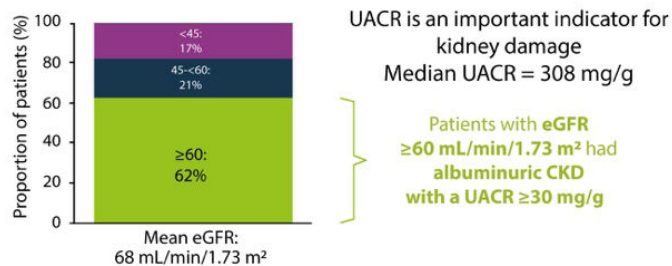 Proportion of patients (%)
100
80
60
40
20
0
<45:
17%
45-<60:
21%
≥60:
62%
Mean eGFR:
68 mL/min/1.73 m²
UACR is an important indicator for
kidney damage
Median UACR = 308 mg/g
Patients with eGFR
≥60 mL/min/1.73 m² had
albuminuric CKD
with a UACR ≥30 mg/g